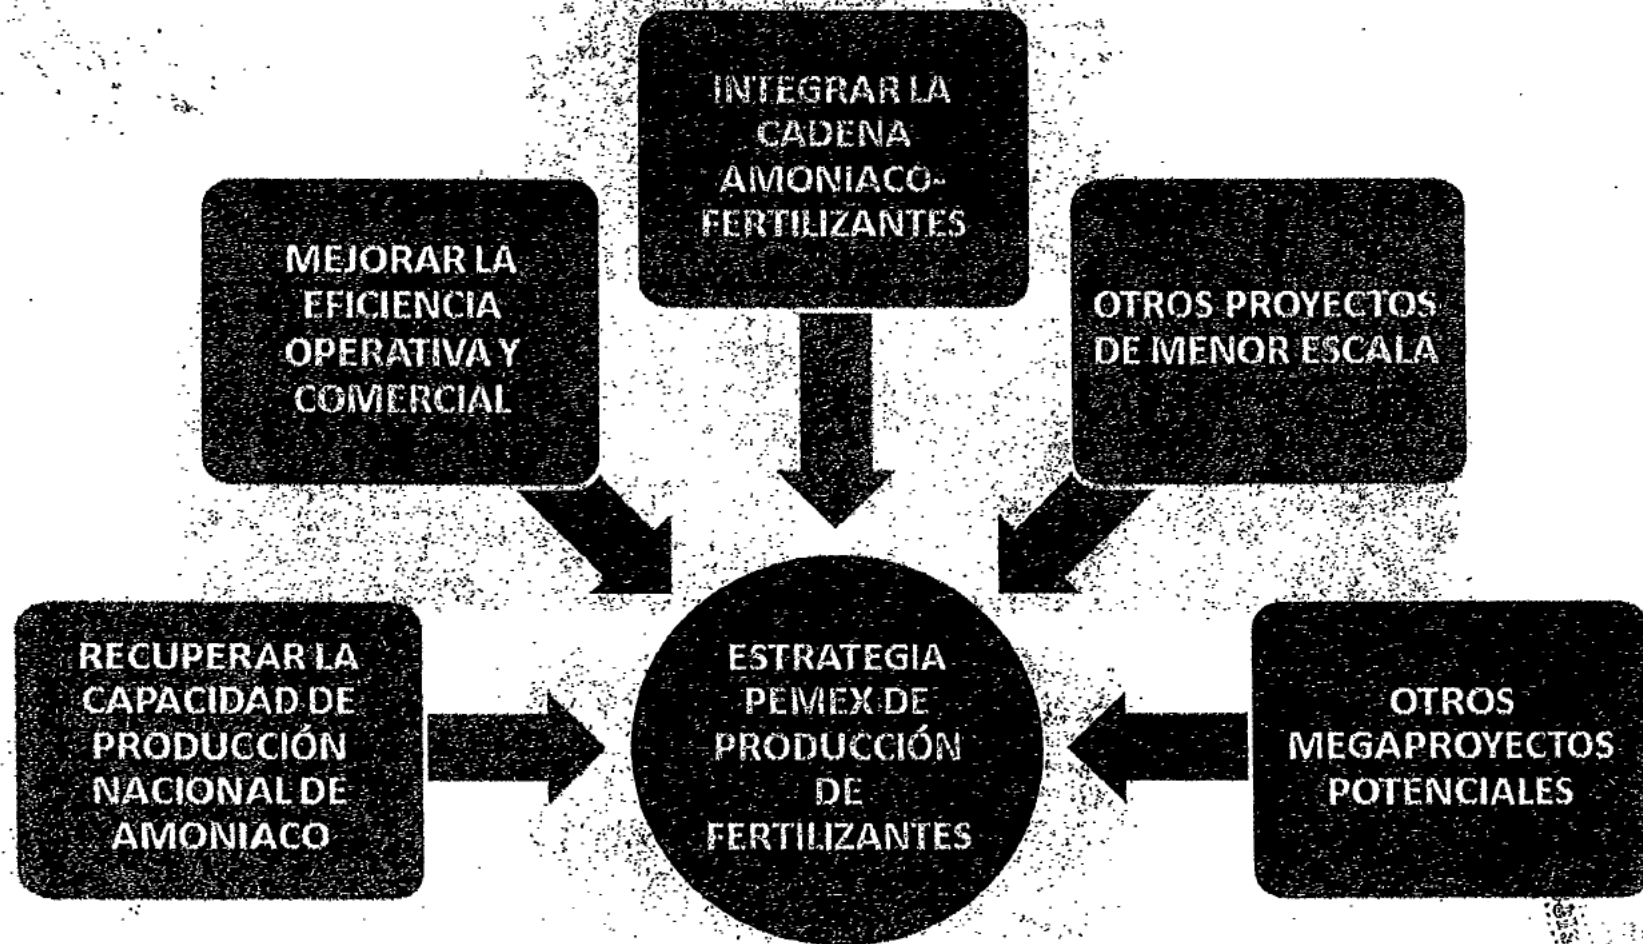 INTEGRAR LA
CADENA
AMONIACO-
FERTILIZANTES
MEJORAR LA
EFICIENCIA
OPERATIVA Y
COMERCIAL
OTROS PROYECTOS
DE MENOR ESCALA
RECUPERAR LA
CAPACIDAD DE
PRODUCCIÓN
NACIONAL DE
AMONIACO
ESTRATEGIA
PEMEX DE
PRODUCCIÓN
DE
FERTILIZANTES
OTROS
MEGAPROYECTOS
POTENCIALES